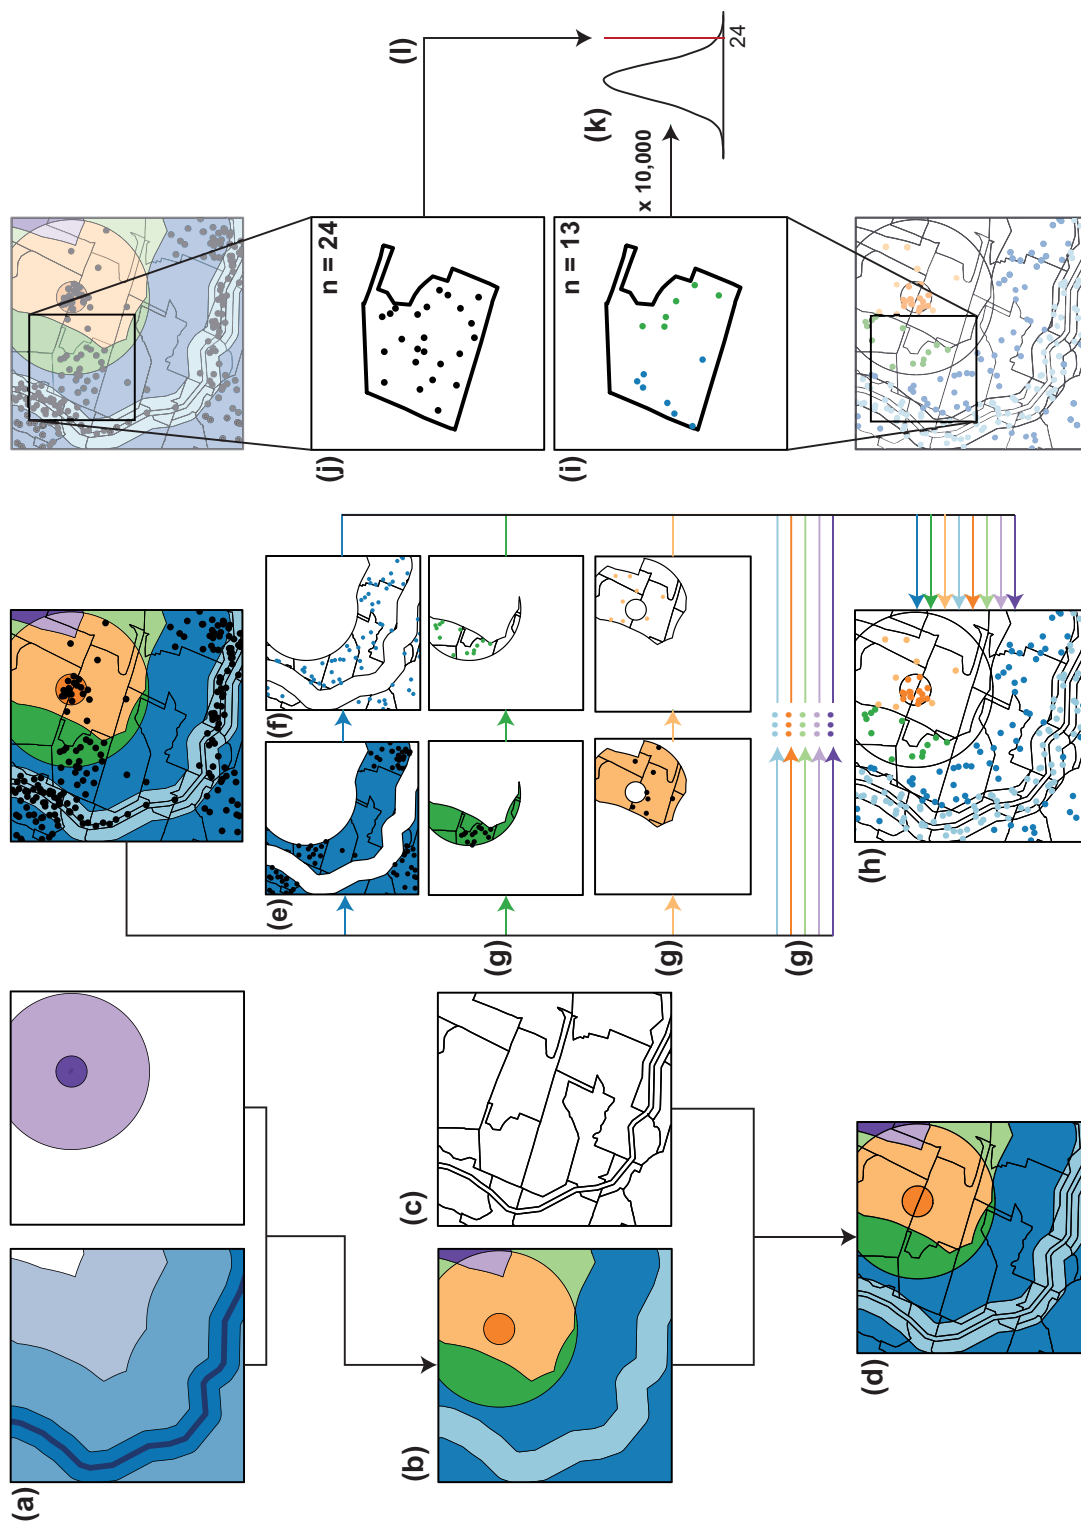 (a)
(b)
(c)
(d)
(e)
(f)
(g)
(g)
(g)
(h)
(i)
n = 13
(j)
n = 24
x 10,000
(k)
24
(l)